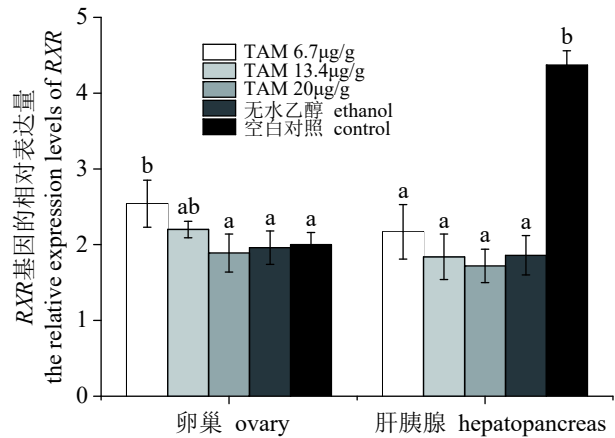 RXR基因的相对表达量
the relative expression levels of RXR
5
4
3
2
1
0
TAM 6.7μg/g
TAM 13.4μg/g
TAM 20μg/g
无水乙醇 ethanol
空白对照 control
b
ab
a
a
a
a
a
a
a
b
卵巢 ovary
肝胰腺 hepatopancreas